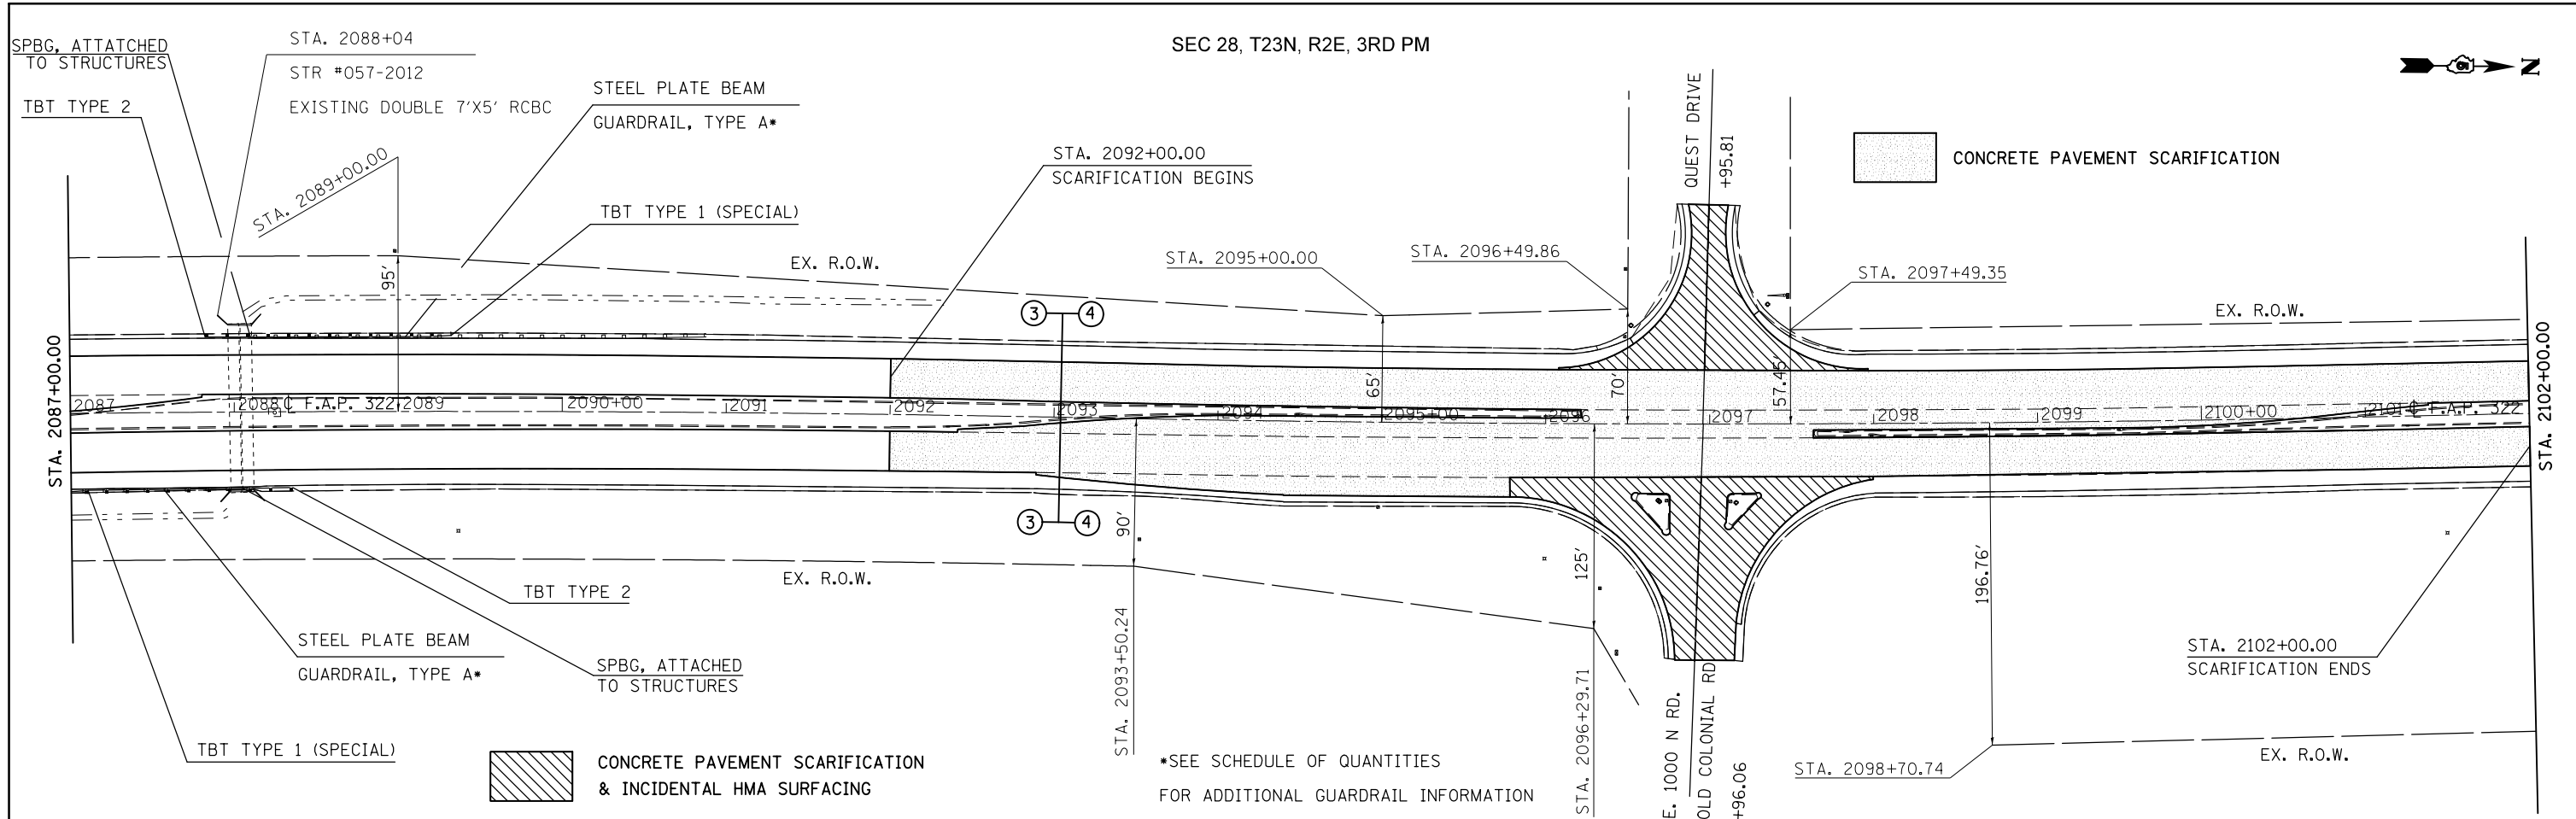 SEC 28, T23N, R2E, 3RD PM
N
SPBG, ATTATCHED
TO STRUCTURES
TBT TYPE 2
STA. 2088+04
STR #057-2012
EXISTING DOUBLE 7'X5' RCBC
STA. 2089+00.00
STEEL PLATE BEAM
GUARDRAIL, TYPE A*
TBT TYPE 1 (SPECIAL)
STA. 2092+00.00
SCARIFICATION BEGINS
STA. 2095+00.00
STA. 2096+49.86
QUEST DRIVE
+95.81
STA. 2097+49.35
CONCRETE PAVEMENT SCARIFICATION
EX. R.O.W.
EX. R.O.W.
95'
3 4
65'
70'
57.45'
STA. 2087+00.00
2087
2088
℄ F.A.P. 322
2089
2090+00
2091
2092
2093
2094
2095+00
2096
2097
2098
2099
2100+00
2101
℄ F.A.P. 322
STA. 2102+00.00
3 4
90'
125'
196.76'
EX. R.O.W.
TBT TYPE 2
STEEL PLATE BEAM
GUARDRAIL, TYPE A*
SPBG, ATTACHED
TO STRUCTURES
TBT TYPE 1 (SPECIAL)
STA. 2093+50.24
STA. 2096+29.71
E. 1000 N RD.
OLD COLONIAL RD
+96.06
STA. 2098+70.74
STA. 2102+00.00
SCARIFICATION ENDS
EX. R.O.W.
CONCRETE PAVEMENT SCARIFICATION
& INCIDENTAL HMA SURFACING
*SEE SCHEDULE OF QUANTITIES
FOR ADDITIONAL GUARDRAIL INFORMATION